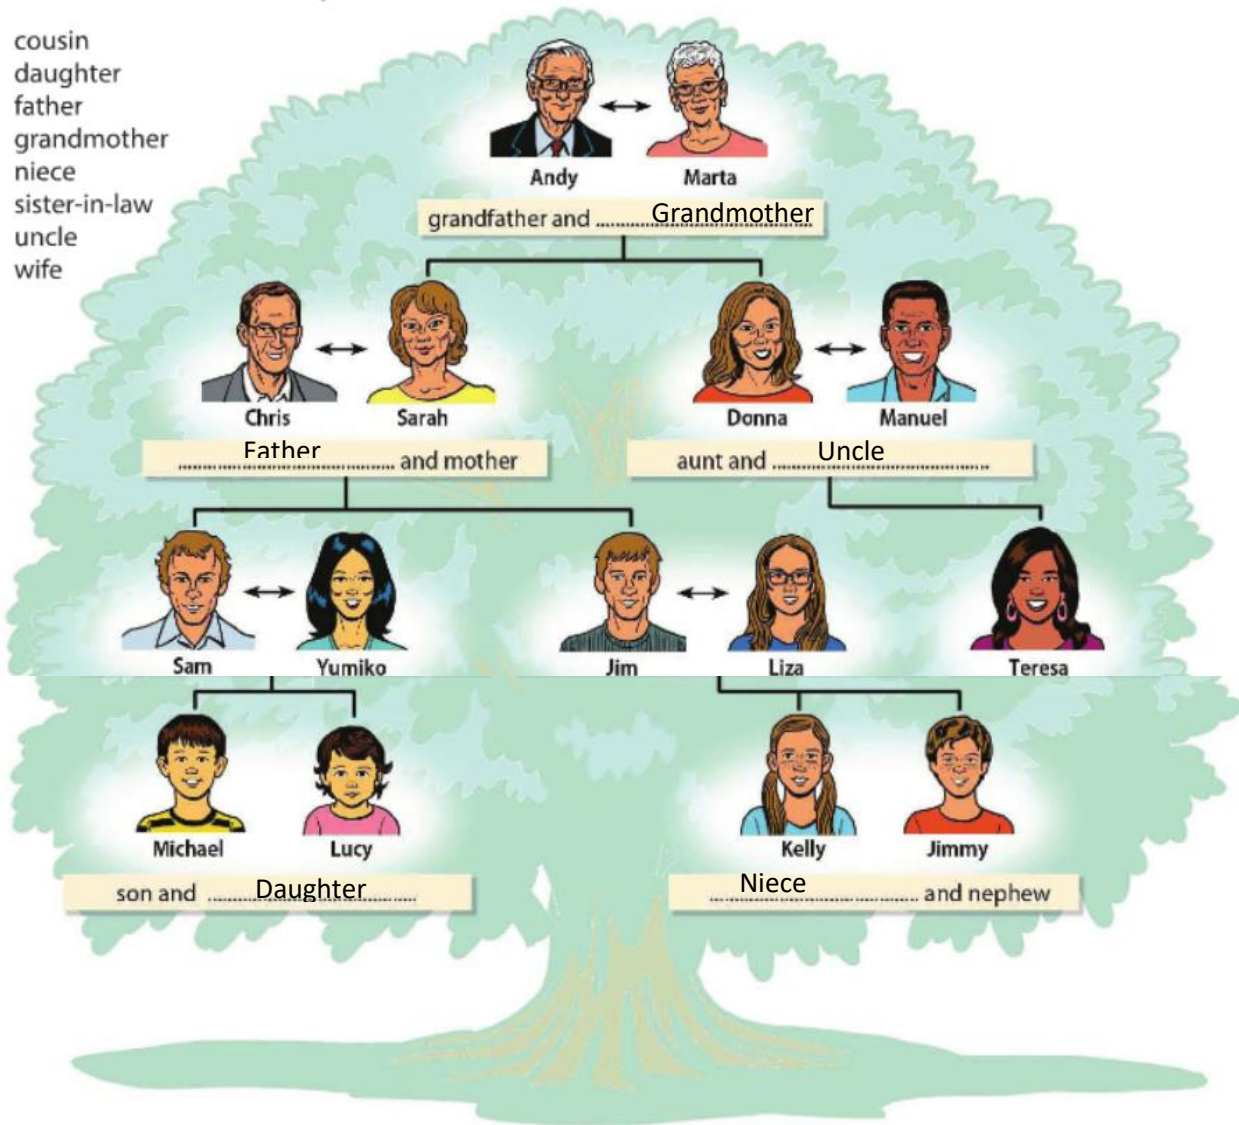 cousin
daughter
father
grandmother
niece
sister-in-law
uncle
wife
Andy Marta
grandfather and Grandmother
Chris Sarah Donna Manuel
Father and mother
aunt and Uncle
Sam Yumiko Jim Liza Teresa
Michael Lucy Kelly Jimmy
son and Daughter
Niece and nephew